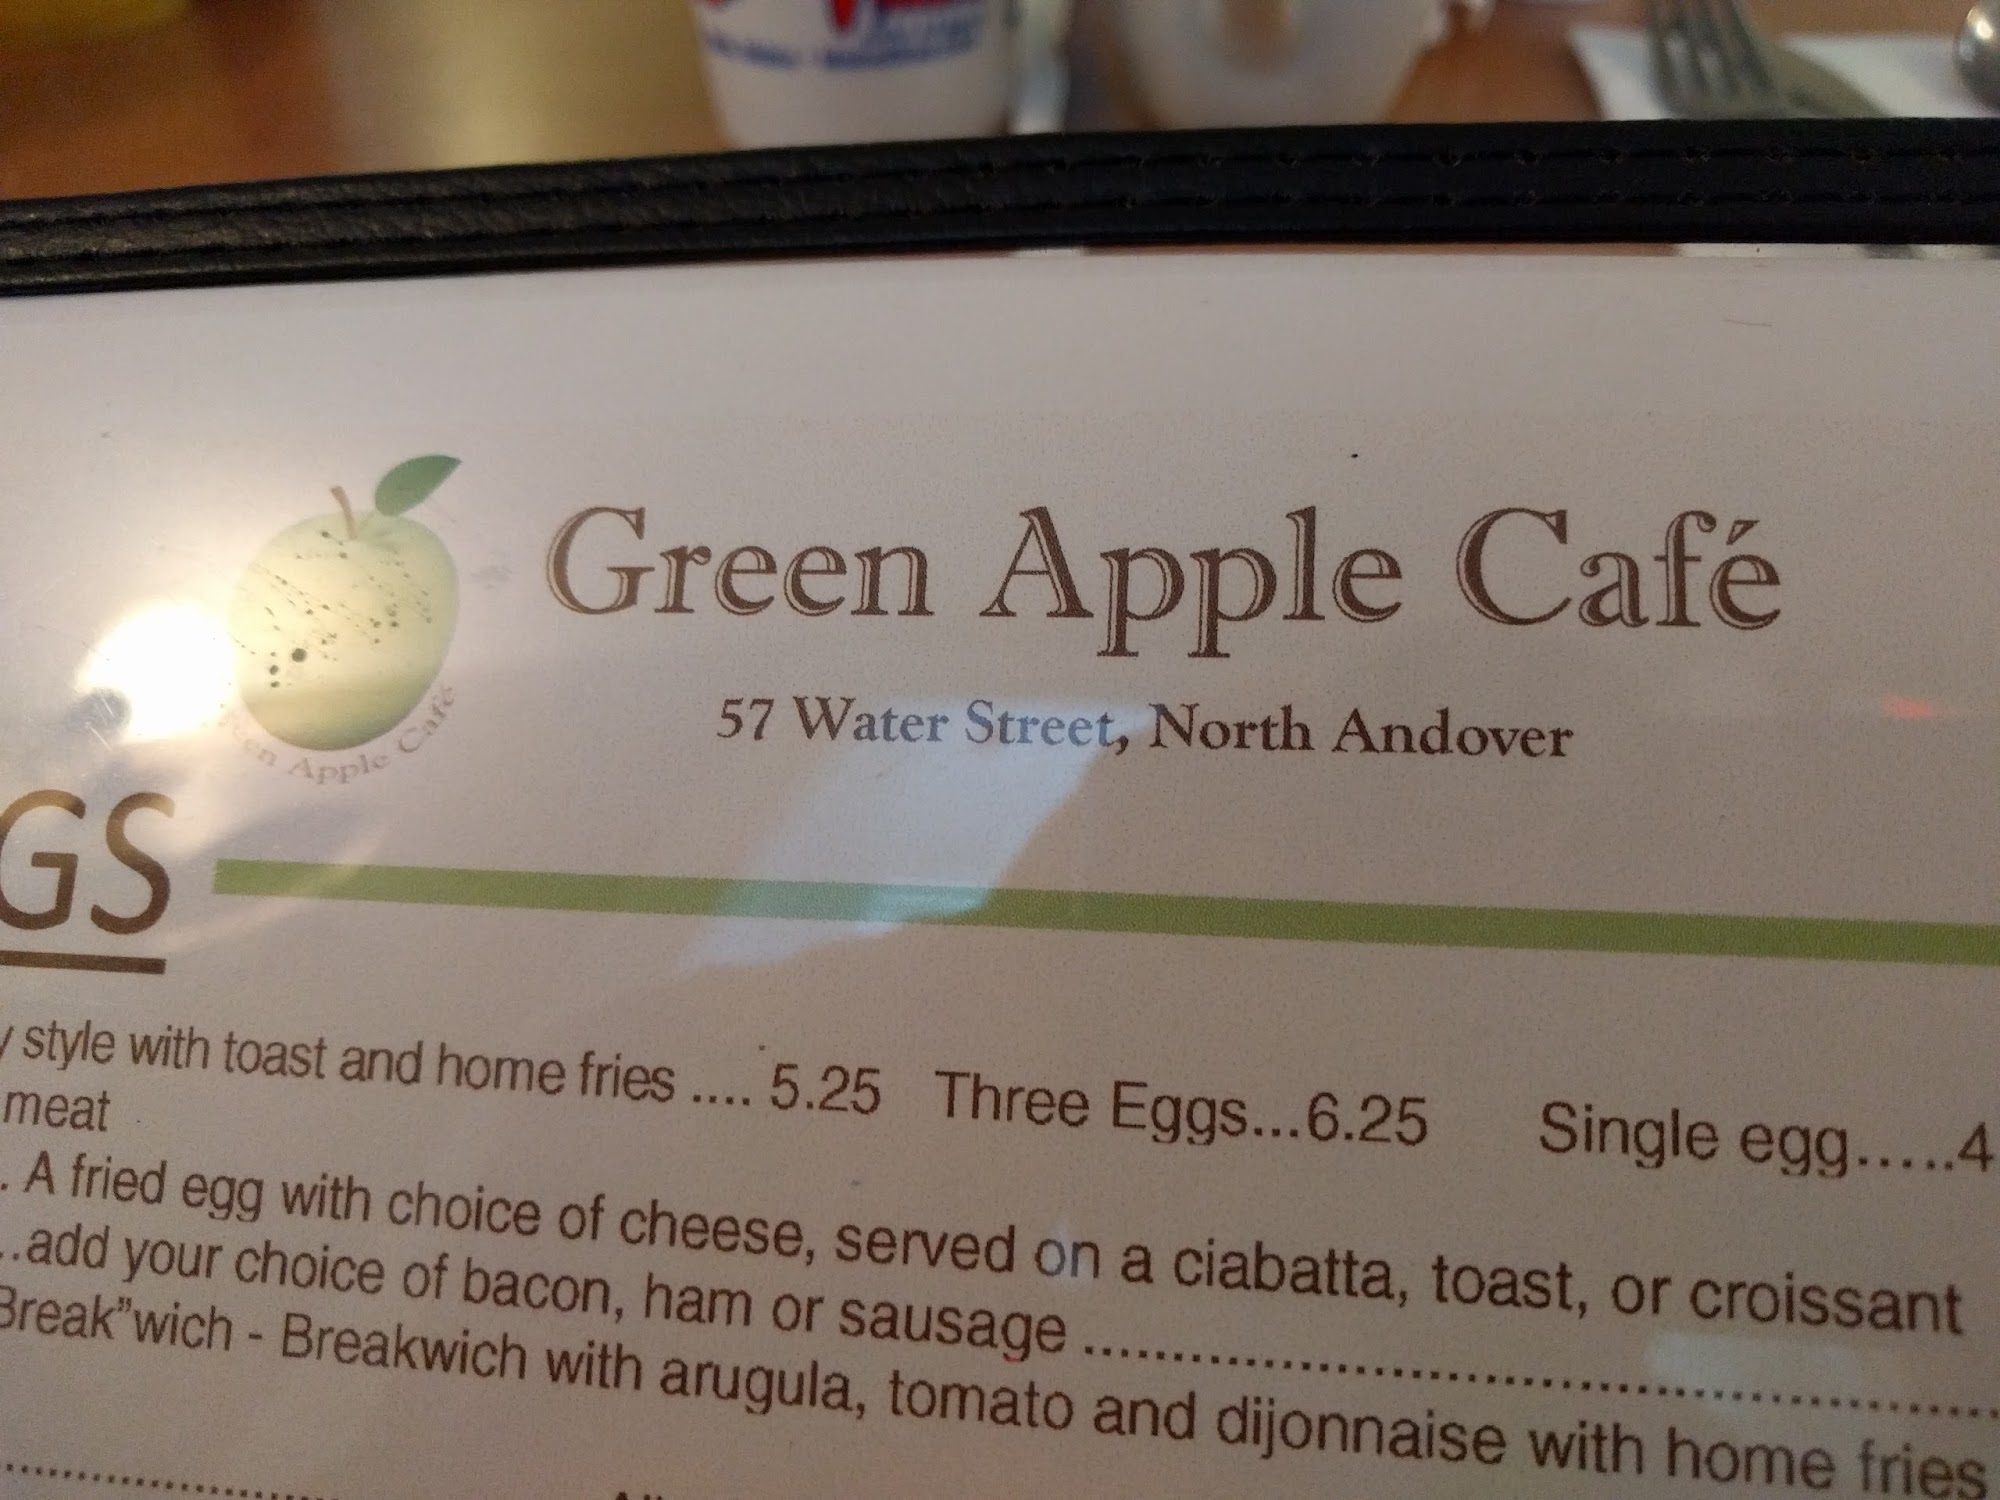 Green Apple Café
57 Water Street, North Andover
Apple Café
GS
style with toast and home fries .... 5.25 Three Eggs...6.25 Single egg.....4
meat
. A fried egg with choice of cheese, served on a ciabatta, toast, or croissant
..add your choice of bacon, ham or sausage ..........
Break”wich - Breakwich with arugula, tomato and dijonnaise with home fries